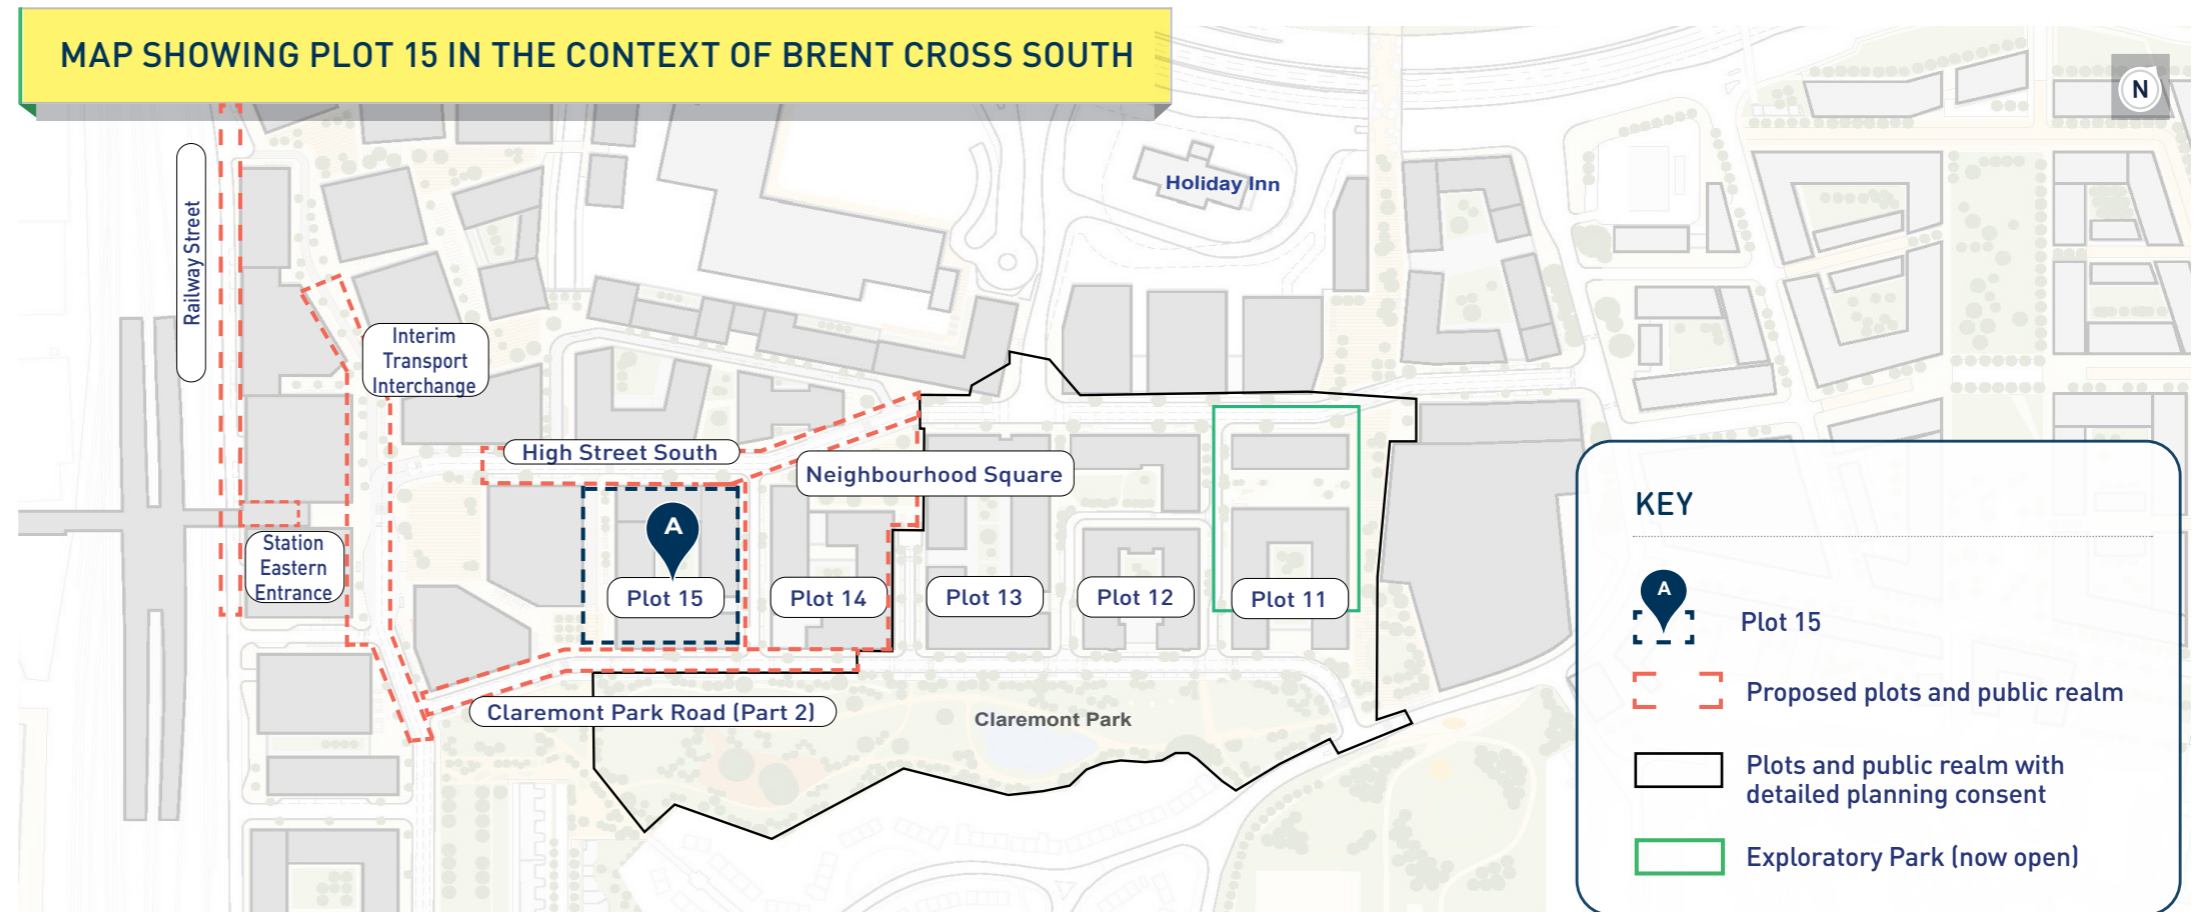 MAP SHOWING PLOT 15 IN THE CONTEXT OF BRENT CROSS SOUTH
N
Holiday Inn
Railway Street
Interim
Transport
Interchange
High Street South
Neighbourhood Square
A
Station
Eastern
Entrance
Plot 15
Plot 14
Plot 13
Plot 12
Plot 11
Claremont Park Road (Part 2)
Claremont Park
KEY
A
Plot 15
Proposed plots and public realm
Plots and public realm with
detailed planning consent
Exploratory Park (now open)